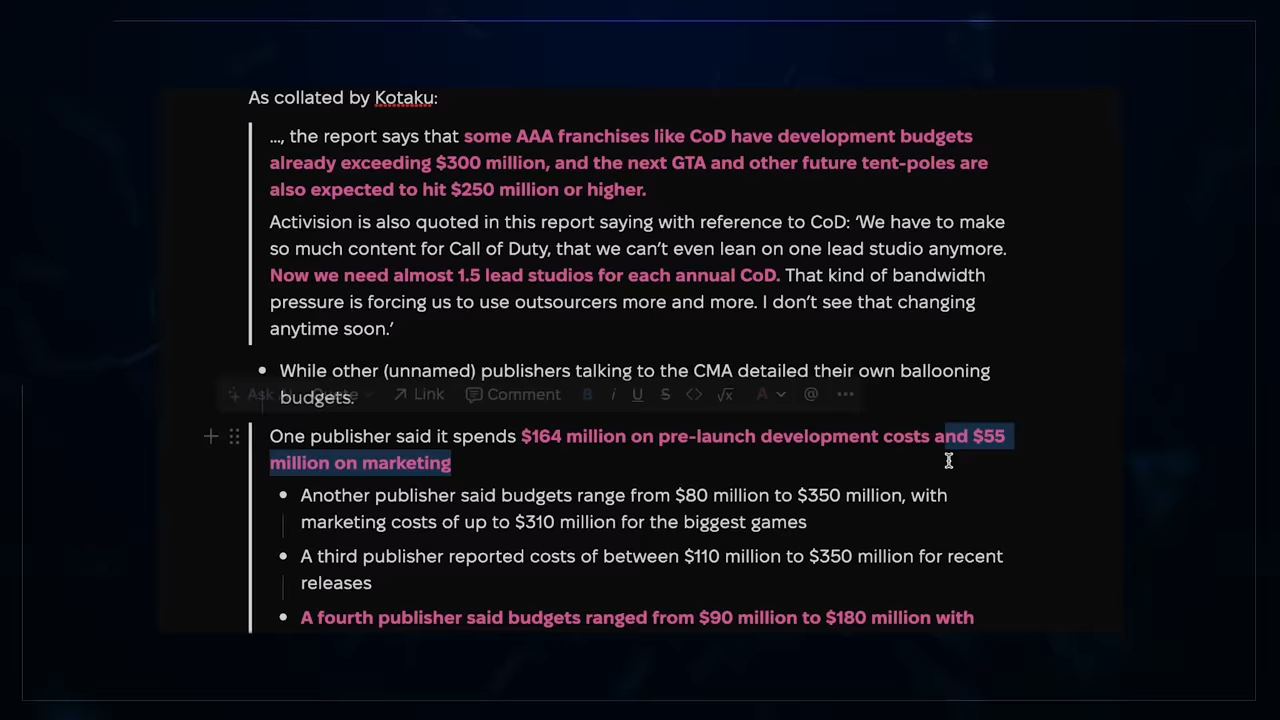 As collated by Kotaku:
..., the report says that some AAA franchises like CoD have development budgets
already exceeding $300 million, and the next GTA and other future tent-poles are
also expected to hit $250 million or higher.
Activision is also quoted in this report saying with reference to CoD: ‘We have to make
so much content for Call of Duty, that we can’t even lean on one lead studio anymore.
Now we need almost 1.5 lead studios for each annual CoD. That kind of bandwidth
pressure is forcing us to use outsourcers more and more. I don’t see that changing
anytime soon.’
While other (unnamed) publishers talking to the CMA detailed their own ballooning
budgets.
Ask Link Comment B i U S <> √x A @ •••
One publisher said it spends $164 million on pre-launch development costs and $55
million on marketing
Another publisher said budgets range from $80 million to $350 million, with
marketing costs of up to $310 million for the biggest games
A third publisher reported costs of between $110 million to $350 million for recent
releases
A fourth publisher said budgets ranged from $90 million to $180 million with